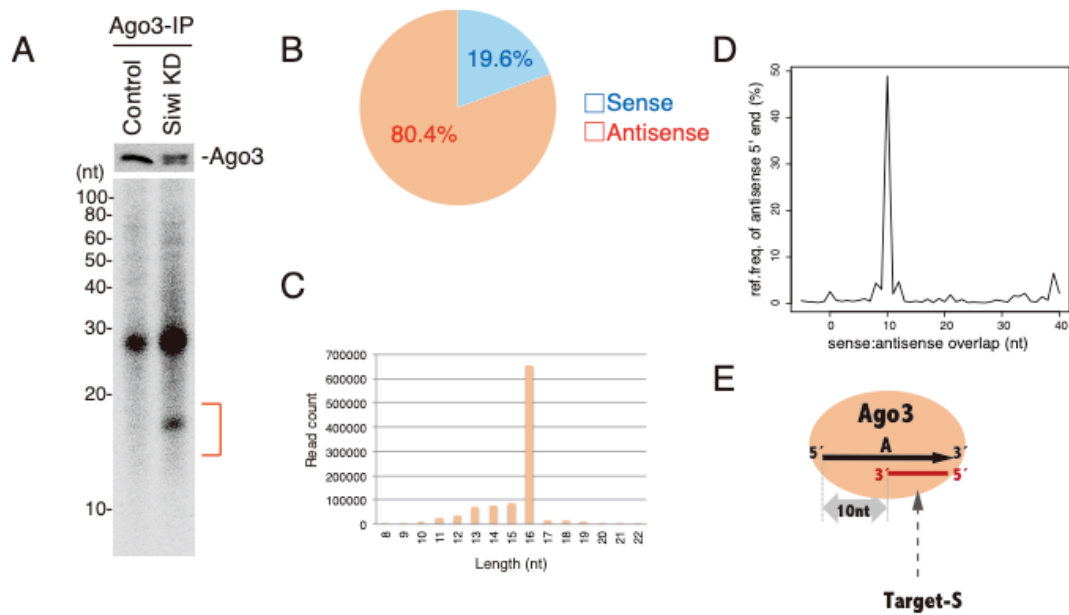 A
Ago3-IP
Control
Siwi KD
-Ago3
(nt)
100-
80-
60-
50-
40-
30-
20-
10-
B
19.6%
80.4%
Sense
Antisense
C
Read count
700000
600000
500000
400000
300000
200000
100000
0
8 9 10 11 12 13 14 15 16 17 18 19 20 21 22
Length (nt)
D
ref.freq. of antisense 5' end (%)
50
40
30
20
10
0
0 10 20 30 40
sense:antisense overlap (nt)
E
Ago3
A
5´ 3´
3´ 5´
10nt
Target-S